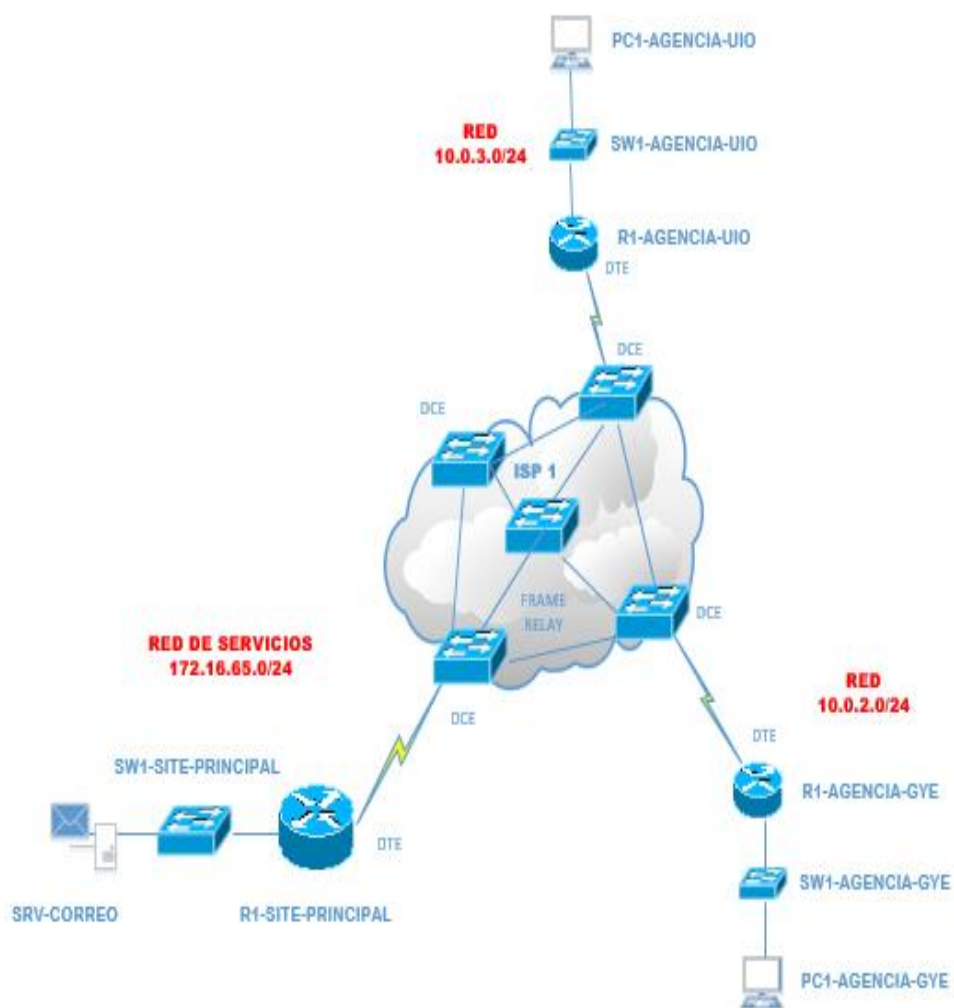 PC1-AGENCIA-UIO
RED
10.0.3.0/24
SW1-AGENCIA-UIO
R1-AGENCIA-UIO
DTE
DCE
DCE
ISP 1
FRAME
RELAY
DCE
RED DE SERVICIOS
172.16.65.0/24
RED
10.0.2.0/24
DCE
DTE
SW1-SITE-PRINCIPAL
R1-AGENCIA-GYE
DTE
SW1-AGENCIA-GYE
SRV-CORREO
R1-SITE-PRINCIPAL
PC1-AGENCIA-GYE